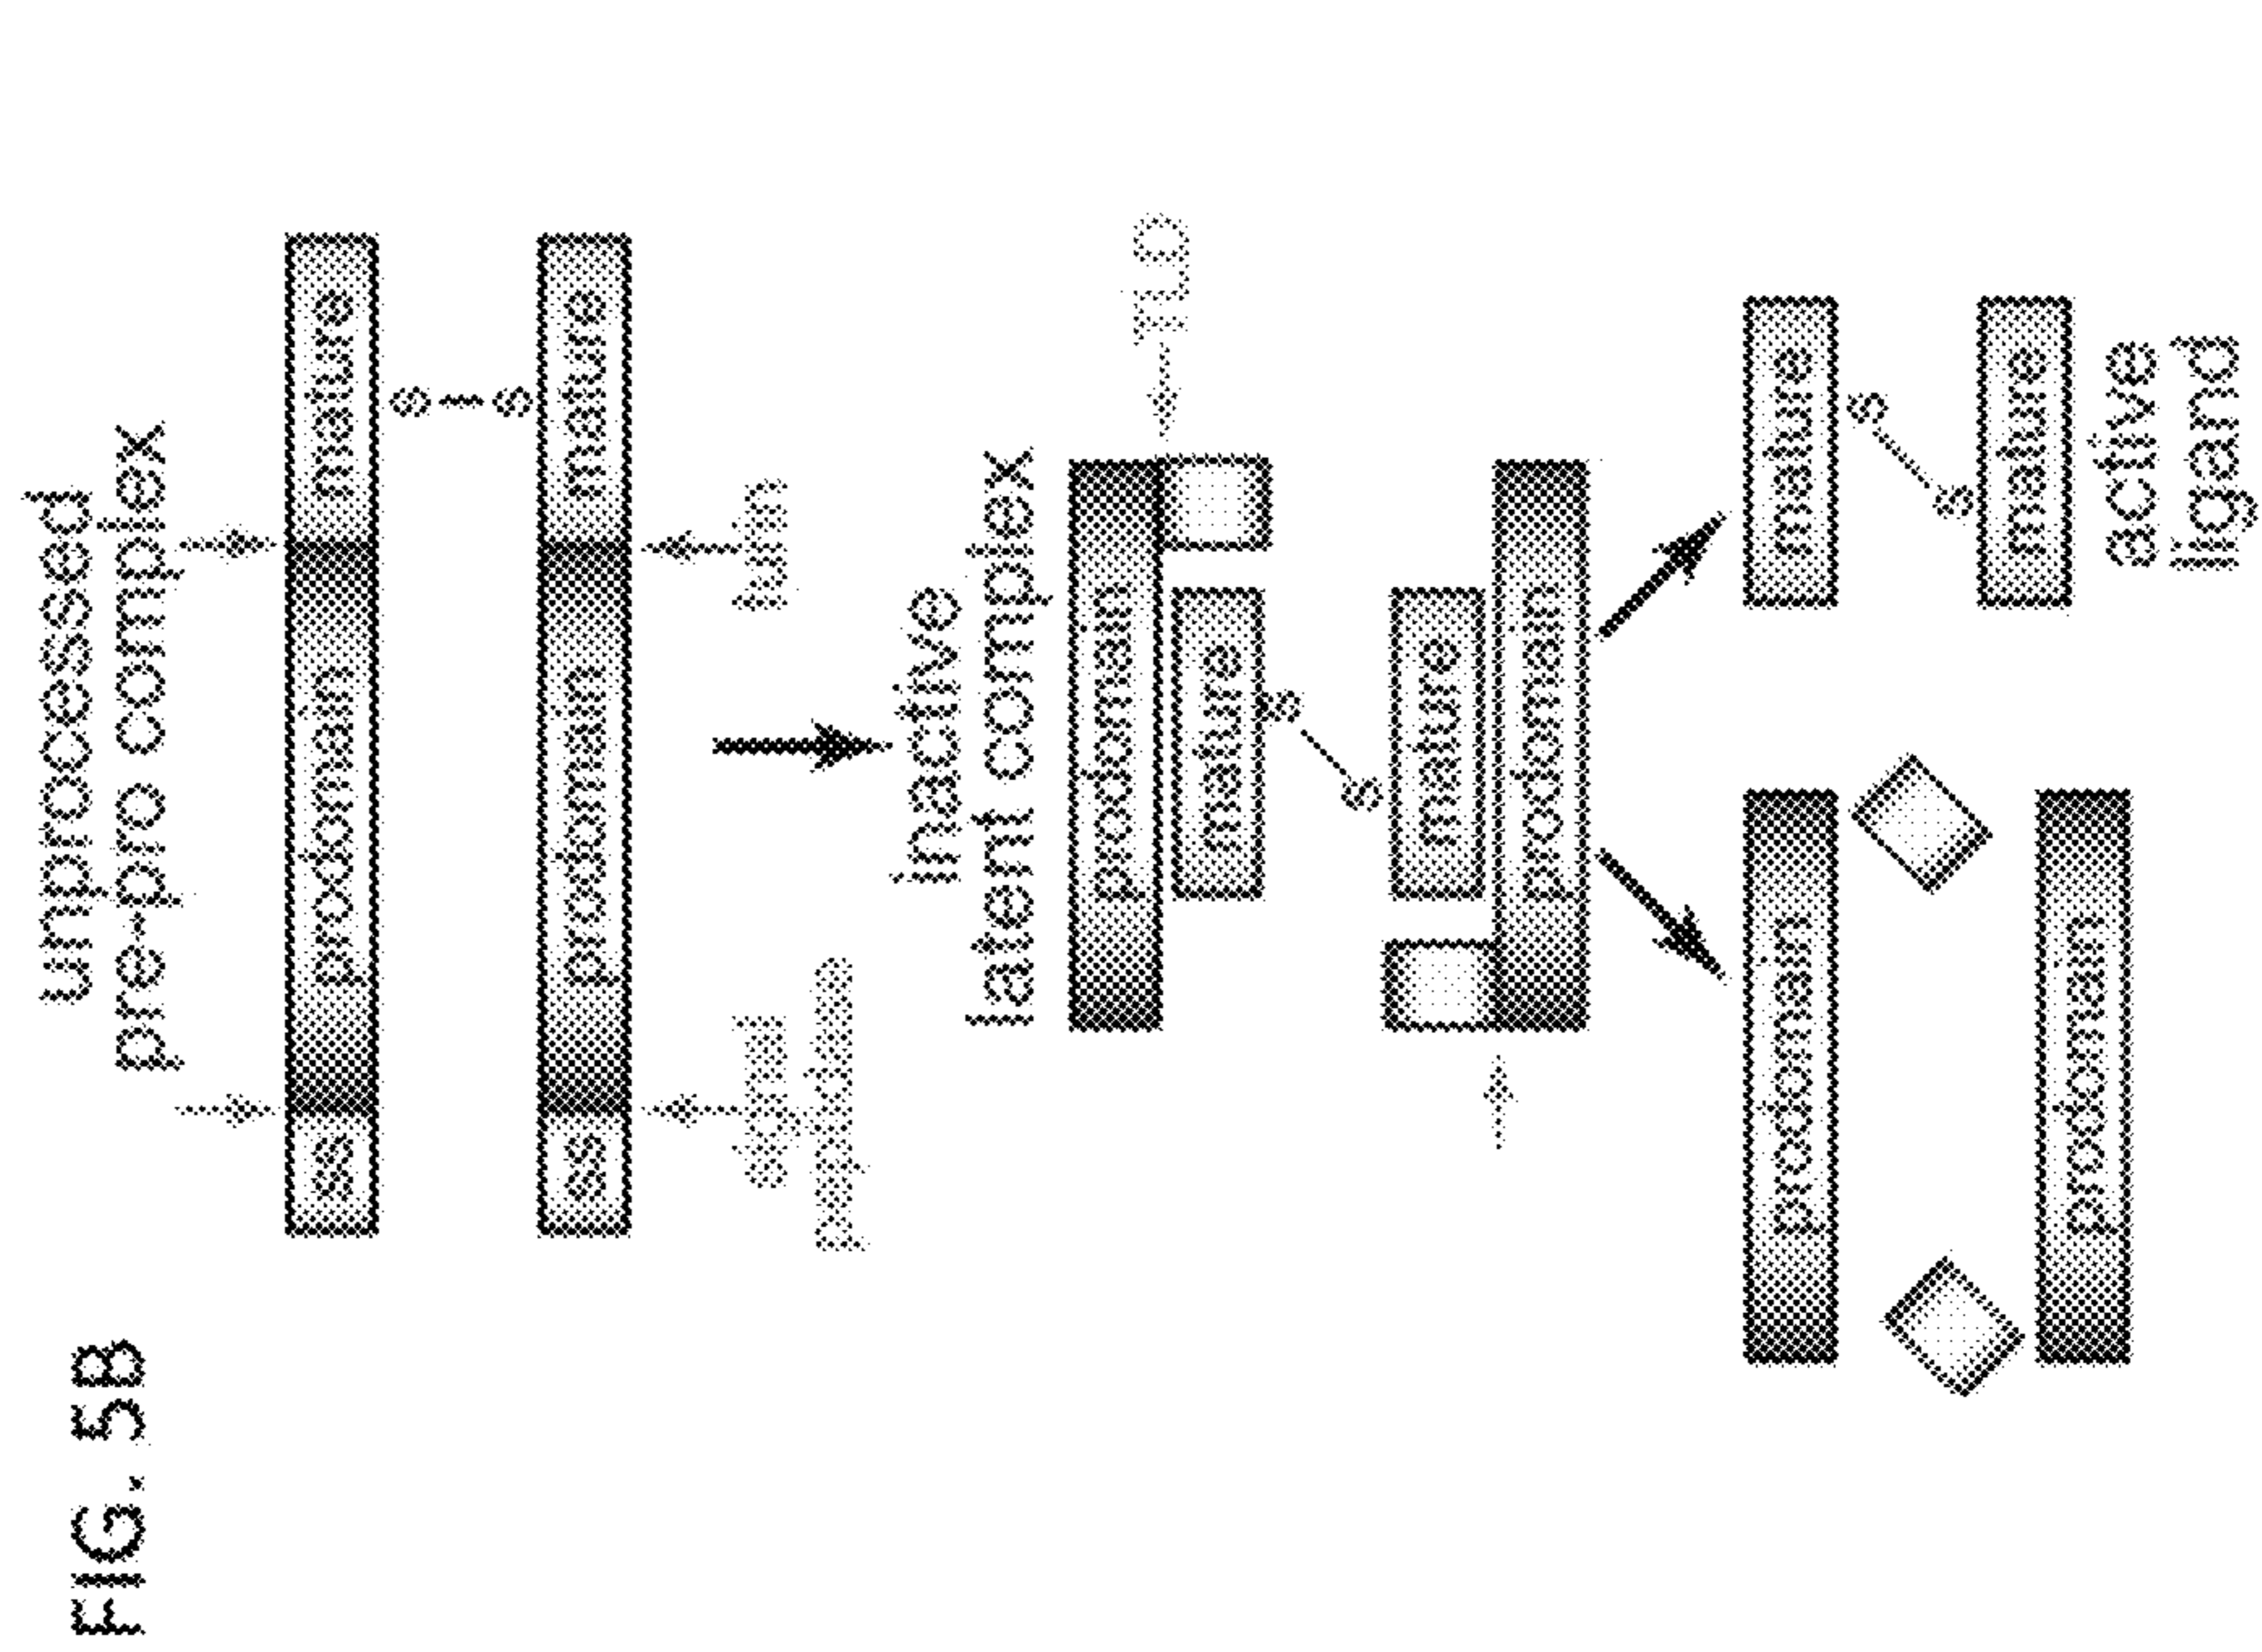 FIG. 5B
unprocessed
pre-pro complex
ss prodomain mature
s
s
ss prodomain mature
signal furin
peptidase
inactive
latent complex
prodomain
TLD
mature
s
s
mature
prodomain
prodomain mature
s
s
prodomain mature
active
ligand